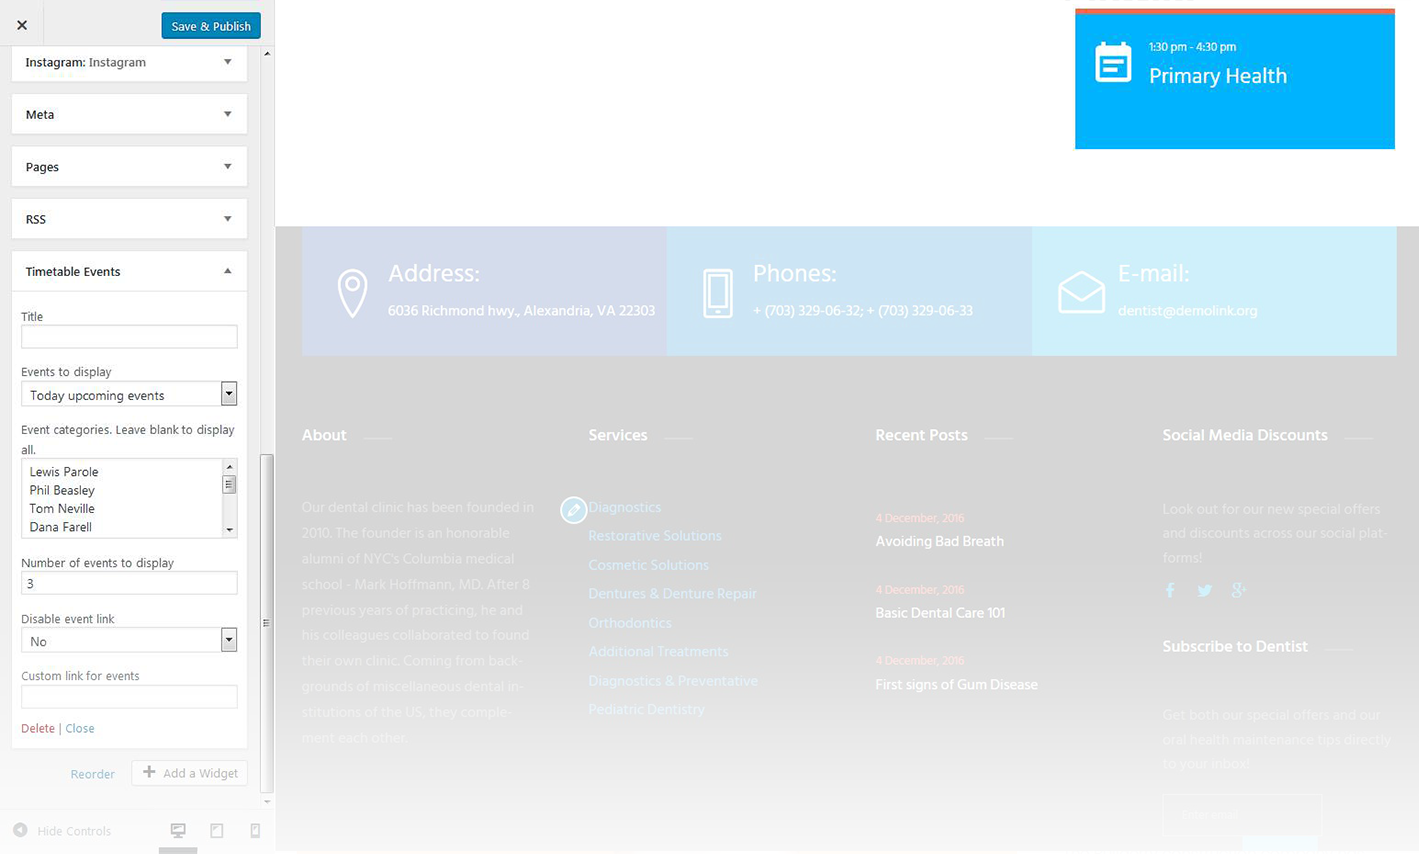 Save & Publish
Instagram: Instagram
Meta
Pages
RSS
Timetable Events
Title
Events to display
Today upcoming events
Event categories. Leave blank to display
all.
Lewis Parole
Phil Beasley
Tom Neville
Dana Farell
Number of events to display
3
Disable event link
No
Custom link for events
Delete | Close
Reorder
Add a Widget
Hide Controls
1:30 pm - 4:30 pm
Primary Health
Address:
6036 Richmond hwy., Alexandria, VA 22303
Phones:
+ (703) 329-06-32; + (703) 329-06-33
E-mail:
dentist@demolink.org
About
Our dental clinic has been founded in
2010. The founder is an honorable
alumni of NYC's Columbia medical
school - Mark Hoffmann, MD. After 8
previous years of practicing, he and
his colleagues collaborated to found
their own clinic. Coming from back-
grounds of miscellaneous dental in-
stitutions of the US, they comple-
ment each other.
Services
Diagnostics
Restorative Solutions
Cosmetic Solutions
Dentures & Denture Repair
Orthodontics
Additional Treatments
Diagnostics & Preventative
Pediatric Dentistry
Recent Posts
4 December, 2016
Avoiding Bad Breath
4 December, 2016
Basic Dental Care 101
4 December, 2016
First signs of Gum Disease
Social Media Discounts
Look out for our new special offers
and discounts across our social plat-
forms!
Subscribe to Dentist
Get both our special offers and our
oral health maintenance tips directly
to your inbox!